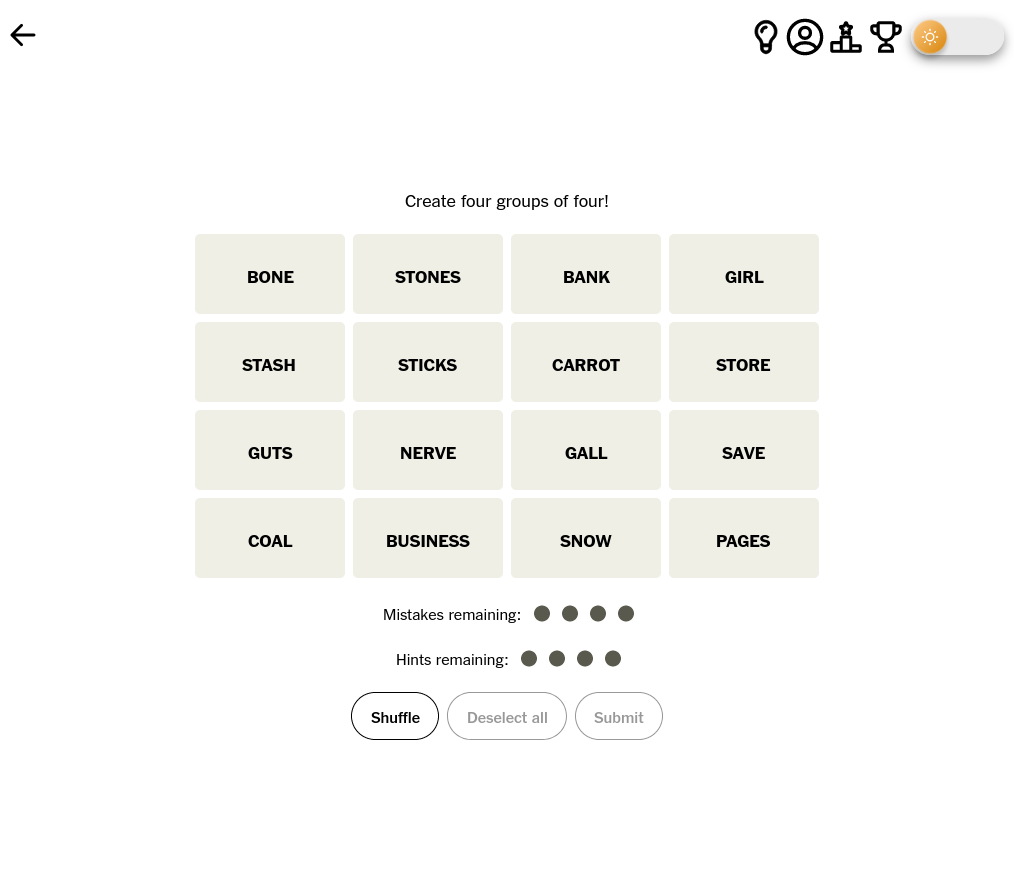 Create four groups of four!
BONE STONES BANK GIRL
STASH STICKS CARROT STORE
GUTS NERVE GALL SAVE
COAL BUSINESS SNOW PAGES
Mistakes remaining:
Hints remaining:
Shuffle Deselect all Submit